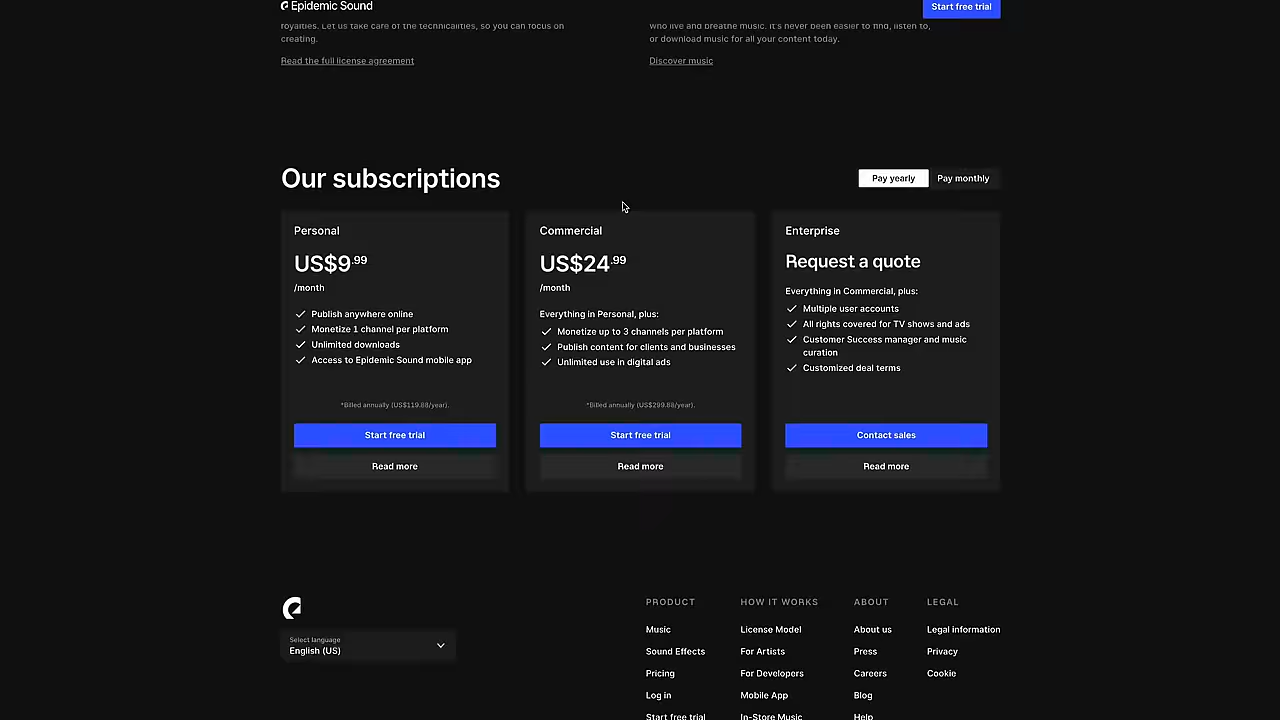 Epidemic Sound
Start free trial
royalties. Let us take care of the technicalities, so you can focus on
creating.
Read the full license agreement
who live and breathe music. It's never been easier to find, listen to,
or download music for all your content today.
Discover music
Our subscriptions
Pay yearly
Pay monthly
Personal
US$9.99
/month
Publish anywhere online
Monetize 1 channel per platform
Unlimited downloads
Access to Epidemic Sound mobile app
*Billed annually (US$119.88/year).
Start free trial
Read more
Commercial
US$24.99
/month
Everything in Personal, plus:
Monetize up to 3 channels per platform
Publish content for clients and businesses
Unlimited use in digital ads
*Billed annually (US$299.88/year).
Start free trial
Read more
Enterprise
Request a quote
Everything in Commercial, plus:
Multiple user accounts
All rights covered for TV shows and ads
Customer Success manager and music
curation
Customized deal terms
Contact sales
Read more
Select language
English (US)
PRODUCT
Music
Sound Effects
Pricing
Log in
Start free trial
HOW IT WORKS
License Model
For Artists
For Developers
Mobile App
In-Store Music
ABOUT
About us
Press
Careers
Blog
Help
LEGAL
Legal information
Privacy
Cookie